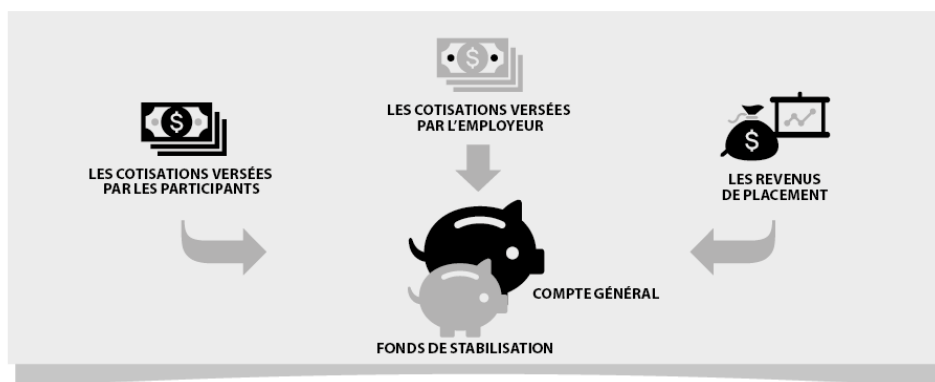 LES COTISATIONS VERSÉES
PAR L'EMPLOYEUR
LES COTISATIONS VERSÉES
PAR LES PARTICIPANTS
LES REVENUS
DE PLACEMENT
COMPTE GÉNÉRAL
FONDS DE STABILISATION